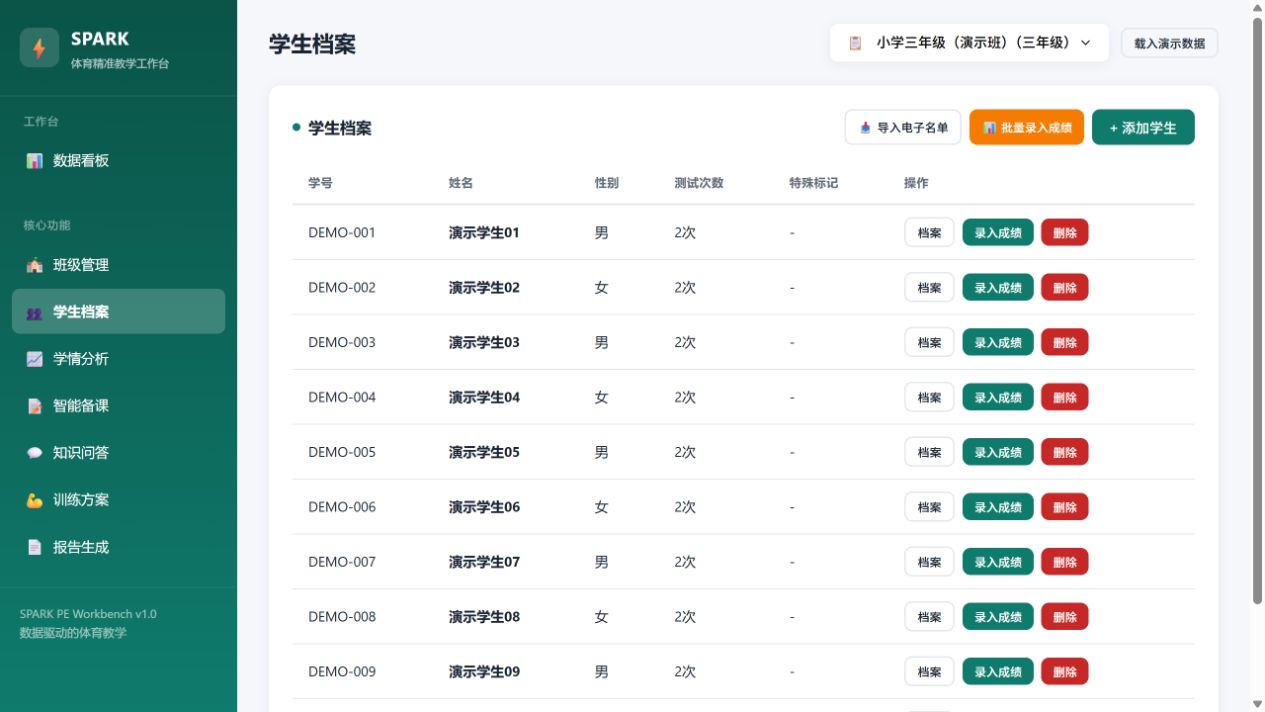 SPARK
体育精准教学工作台
工作台
数据看板
核心功能
班级管理
学生档案
学情分析
智能备课
知识问答
训练方案
报告生成
SPARK PE Workbench v1.0
数据驱动的体育教学
学生档案
小学三年级（演示班）（三年级）
载入演示数据
学生档案
导入电子名单
批量录入成绩
+ 添加学生
学号 姓名 性别 测试次数 特殊标记 操作
DEMO-001 演示学生01 男 2次 - 档案 录入成绩 删除
DEMO-002 演示学生02 女 2次 - 档案 录入成绩 删除
DEMO-003 演示学生03 男 2次 - 档案 录入成绩 删除
DEMO-004 演示学生04 女 2次 - 档案 录入成绩 删除
DEMO-005 演示学生05 男 2次 - 档案 录入成绩 删除
DEMO-006 演示学生06 女 2次 - 档案 录入成绩 删除
DEMO-007 演示学生07 男 2次 - 档案 录入成绩 删除
DEMO-008 演示学生08 女 2次 - 档案 录入成绩 删除
DEMO-009 演示学生09 男 2次 - 档案 录入成绩 删除